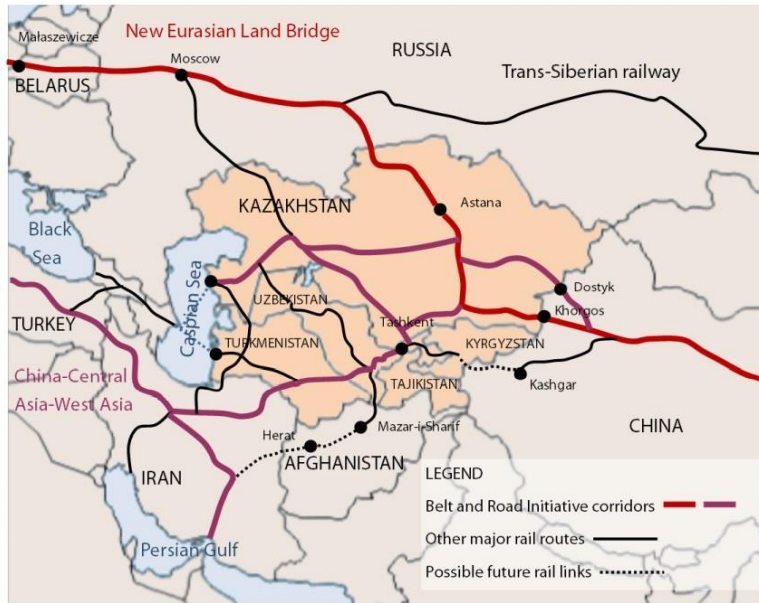 Małaszewicze
New Eurasian Land Bridge
Moscow
RUSSIA
Trans-Siberian railway
BELARUS
Astana
KAZAKHSTAN
Black
Sea
Caspian Sea
Dostyk
UZBEKISTAN
Khorgos
TURKEY
Tashkent
TURKMENISTAN
KYRGYZSTAN
China-Central
Asia-West Asia
TAJIKISTAN
Kashgar
Mazar-i-Sharif
CHINA
Herat
AFGHANISTAN
IRAN
Persian Gulf
LEGEND
Belt and Road Initiative corridors
Other major rail routes
Possible future rail links